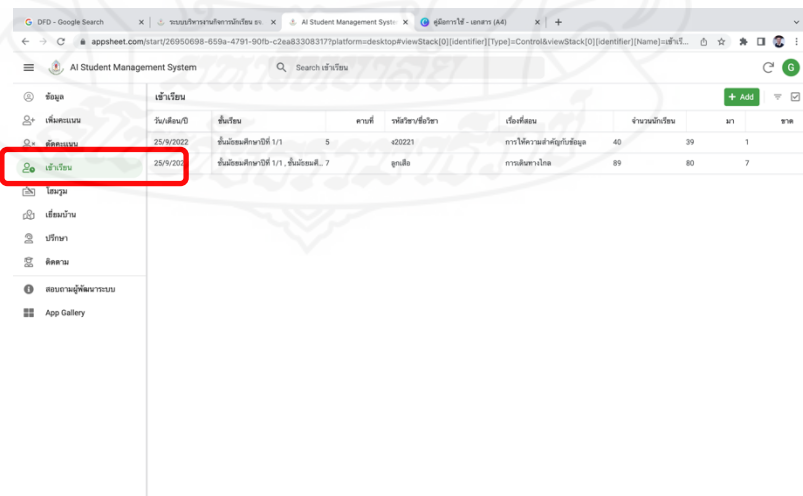 DFD - Google Search
ระบบบริหารงานกิจการนักเรียน
AI Student Management Syste
คู่มือการใช้ - เอกสาร (A4)
appsheet.com/start/26950698-659a-4791-90fb-c2ea83308317?platform=desktop#viewStack[0][identifier][Type]=Control&viewStack[0][identifier][Name]=เข้าเรี...
AI Student Management System
Search เข้าเรียน
G
ข้อมูล
เพิ่มคะแนน
ตัดคะแนน
เข้าเรียน
โฮมรูม
เยี่ยมบ้าน
ปรึกษา
ติดตาม
สอบถามผู้พัฒนาระบบ
App Gallery
เข้าเรียน
+ Add
วัน/เดือน/ปี ชั้นเรียน คาบที่ รหัสวิชา/ชื่อวิชา เรื่องที่สอน จำนวนนักเรียน มา ขาด
25/9/2022 ชั้นมัธยมศึกษาปีที่ 1/1 5 ง20221 การให้ความสำคัญกับข้อมูล 40 39 1
25/9/202 ชั้นมัธยมศึกษาปีที่ 1/1 , ชั้นมัธยมศึ... 7 ลูกเสือ การเดินทางไกล 89 80 7